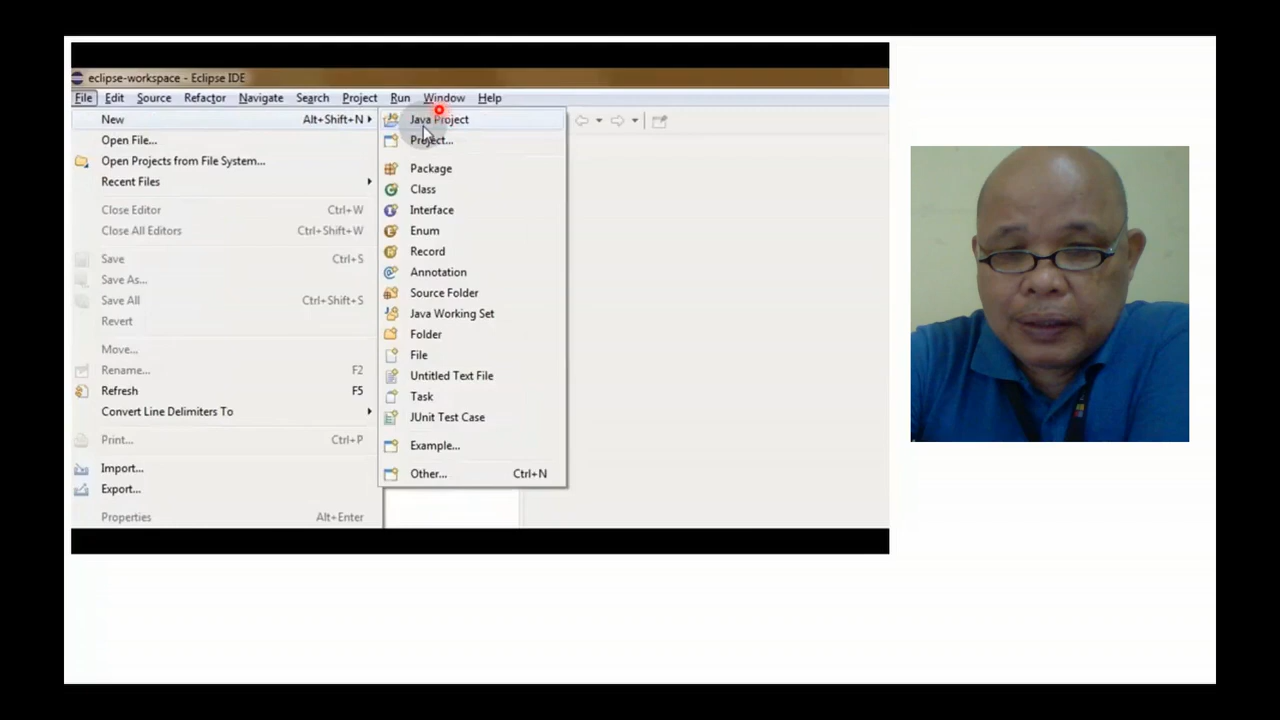 eclipse-workspace - Eclipse IDE
File Edit Source Refactor Navigate Search Project Run Window Help
New Alt+Shift+N
Open File...
Open Projects from File System...
Recent Files
Close Editor Ctrl+W
Close All Editors Ctrl+Shift+W
Save Ctrl+S
Save As...
Save All Ctrl+Shift+S
Revert
Move...
Rename... F2
Refresh F5
Convert Line Delimiters To
Print... Ctrl+P
Import...
Export...
Properties Alt+Enter
Java Project
Project...
Package
Class
Interface
Enum
Record
Annotation
Source Folder
Java Working Set
Folder
File
Untitled Text File
Task
JUnit Test Case
Example...
Other... Ctrl+N